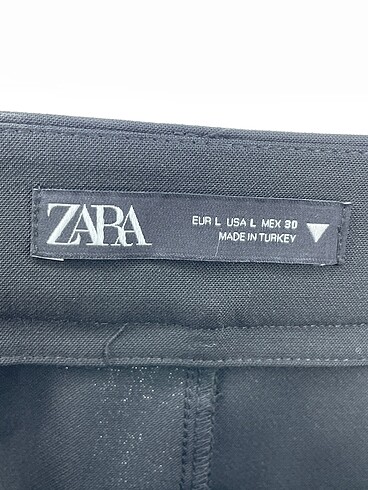 ZARA
EUR L USA L MEX 30
MADE IN TURKEY